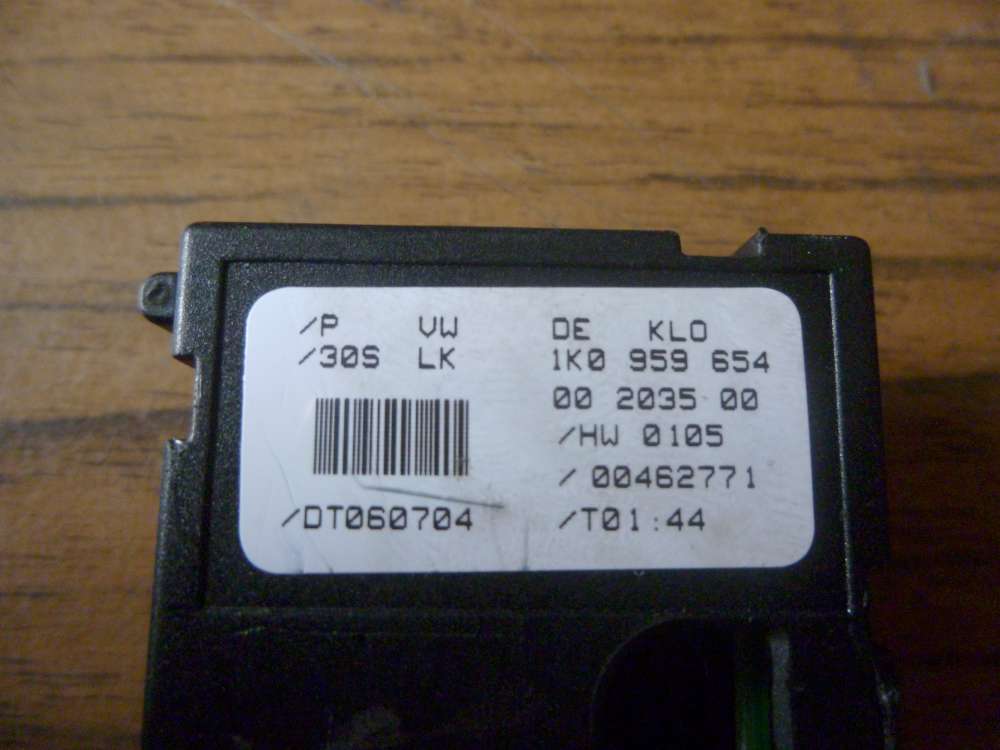 /P VW DE KLO
/30S LK 1K0 959 654
00 2035 00
/HW 0105
/00462771
/DT060704 /T01:44